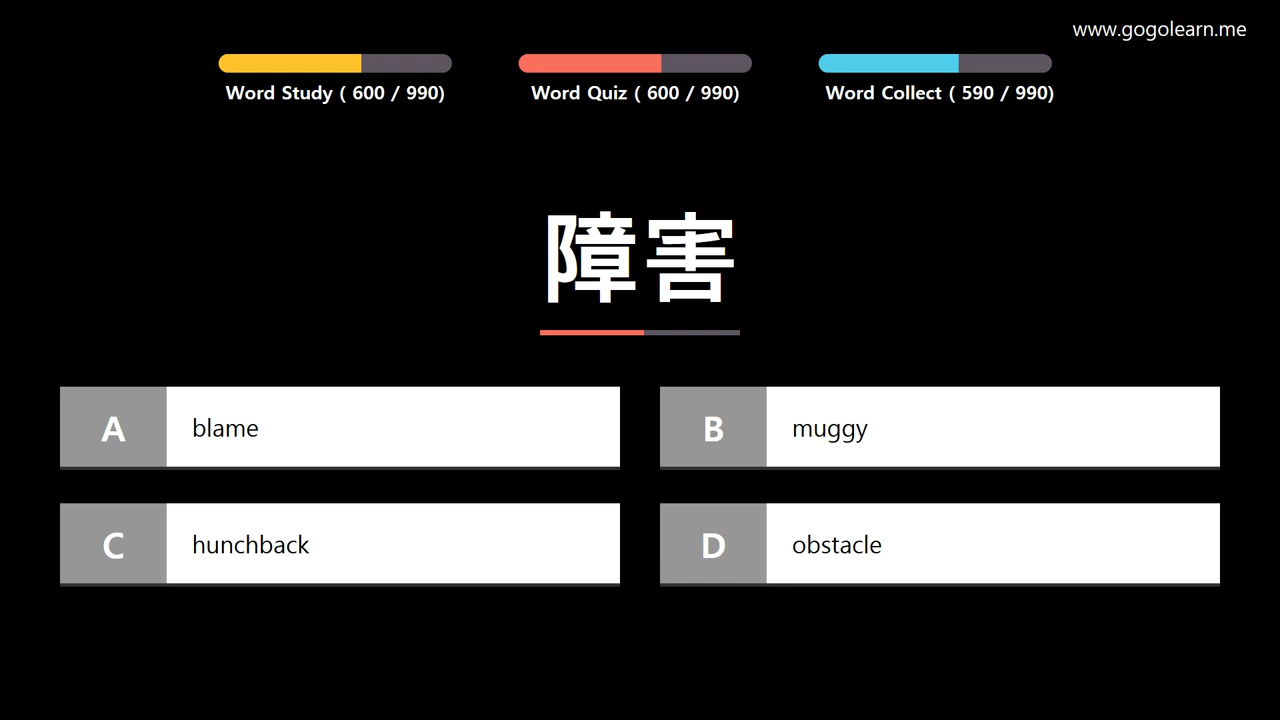 www.gogolearn.me
Word Study ( 600 / 990)
Word Quiz ( 600 / 990)
Word Collect ( 590 / 990)
障害
A blame
B muggy
C hunchback
D obstacle